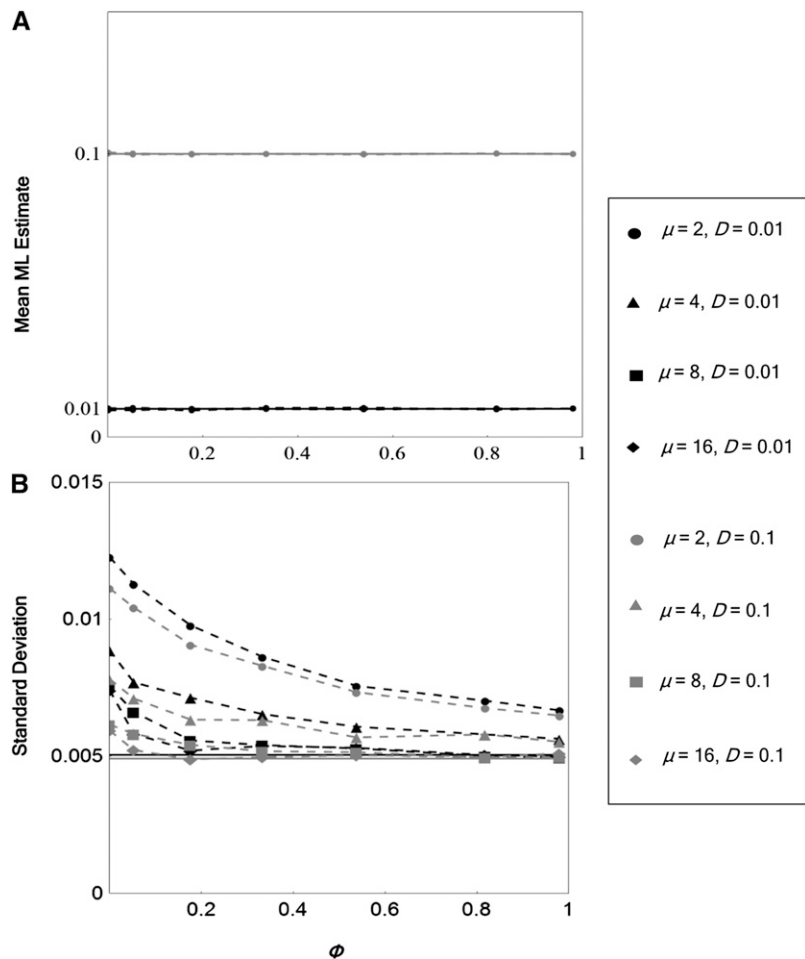 A
Mean ML Estimate
0.1
0.01
0
0.2 0.4 0.6 0.8 1
B
Standard Deviation
0.015
0.01
0.005
0
0.2 0.4 0.6 0.8 1
Φ
μ = 2, D = 0.01
μ = 4, D = 0.01
μ = 8, D = 0.01
μ = 16, D = 0.01
μ = 2, D = 0.1
μ = 4, D = 0.1
μ = 8, D = 0.1
μ = 16, D = 0.1